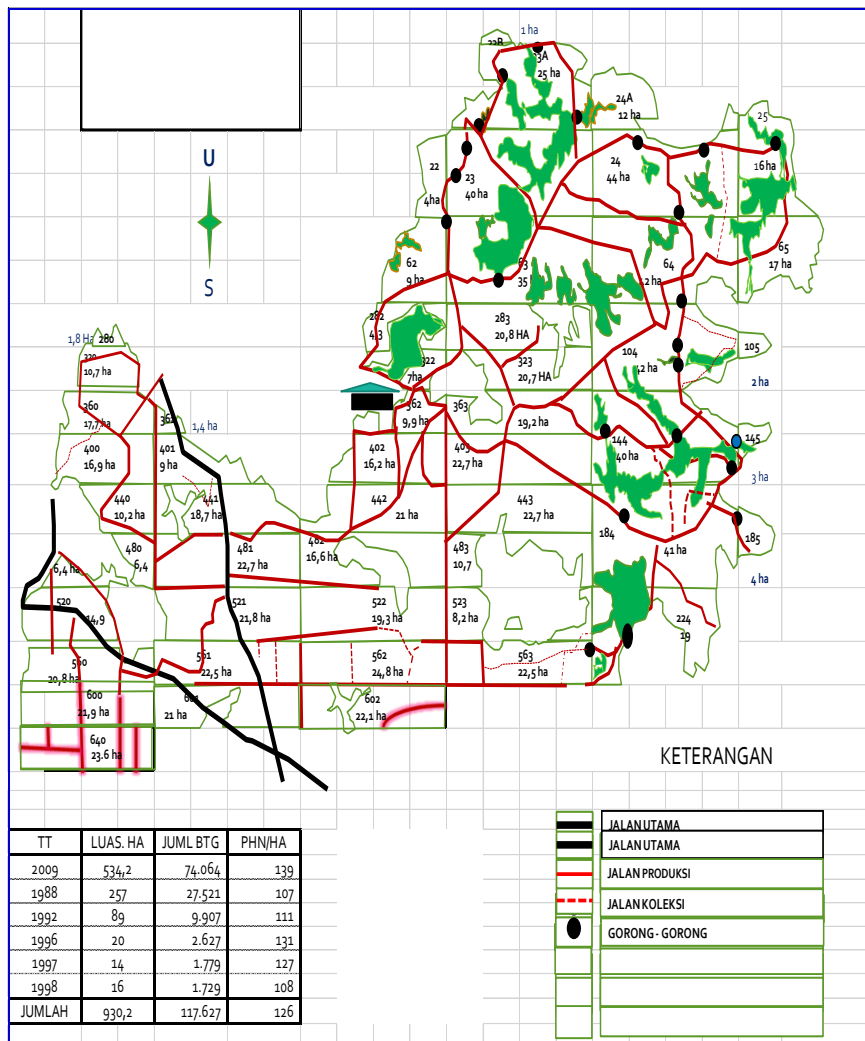 1 ha
22B
23A
25 ha
24A
12 ha
25
U
22
23
40 ha
24
44 ha
16 ha
4ha
65
17 ha
S
62
9 ha
63
35
64
282
283
20,8 HA
1,8 Ha
280
10,7 ha
322
7ha
323
20,7 HA
104
105
2 ha
360
17,7 ha
1,4 ha
362
9,9 ha
363
19,2 ha
400
16,9 ha
401
9 ha
402
16,2 ha
403
22,7 ha
144
40 ha
145
3 ha
440
10,2 ha
441
18,7 ha
442
21 ha
443
22,7 ha
184
185
480
6,4
481
22,7 ha
482
16,6 ha
483
10,7
41 ha
4 ha
6,4 ha
520
14,9
521
21,8 ha
522
19,3 ha
523
8,2 ha
224
19
560
20,8 ha
561
22,5 ha
562
24,8 ha
563
22,5 ha
600
21,9 ha
601
21 ha
602
22,1 ha
640
23.6 ha
KETERANGAN
JALAN UTAMA
JALAN UTAMA
JALAN PRODUKSI
JALAN KOLEKSI
GORONG - GORONG
TT LUAS. HA JUML BTG PHN/HA
2009 534,2 74.064 139
1988 257 27.521 107
1992 89 9.907 111
1996 20 2.627 131
1997 14 1.779 127
1998 16 1.729 108
JUMLAH 930,2 117.627 126